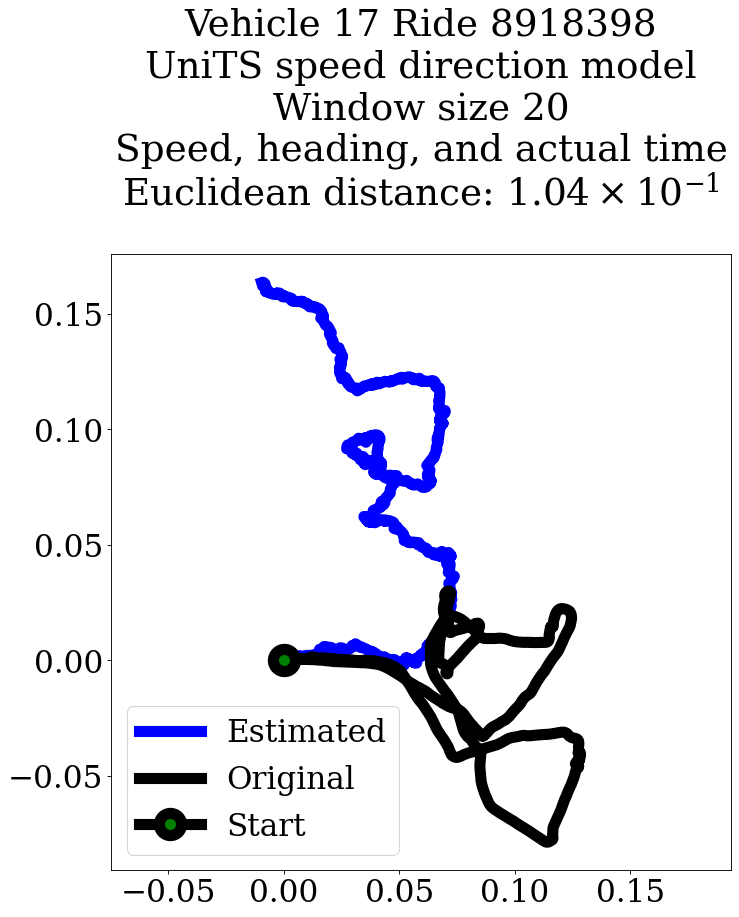 Vehicle 17 Ride 8918398
UniTS speed direction model
Window size 20
Speed, heading, and actual time
Euclidean distance: 1.04 × 10⁻¹
0.15
0.10
0.05
0.00
−0.05
Estimated
Original
Start
−0.05 0.00 0.05 0.10 0.15